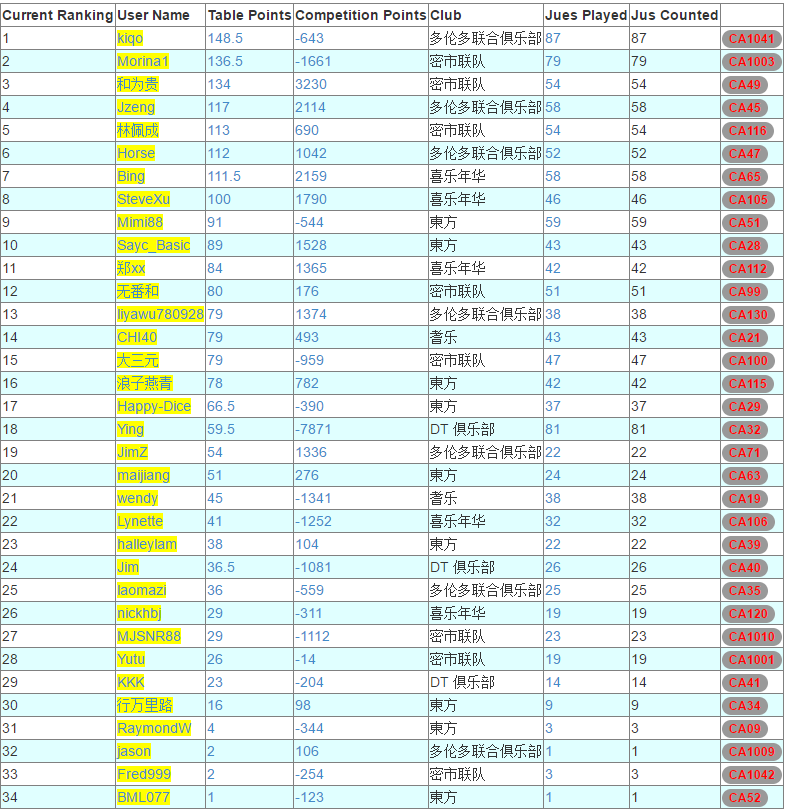 Current Ranking User Name Table Points Competition Points Club Jues Played Jus Counted
1 kiqo 148.5 -643 多伦多联合俱乐部 87 87 CA1041
2 Morina1 136.5 -1661 密市联队 79 79 CA1003
3 和为贵 134 3230 密市联队 54 54 CA49
4 Jzeng 117 2114 多伦多联合俱乐部 58 58 CA45
5 林佩成 113 690 密市联队 54 54 CA116
6 Horse 112 1042 多伦多联合俱乐部 52 52 CA47
7 Bing 111.5 2159 喜乐年华 58 58 CA65
8 SteveXu 100 1790 喜乐年华 46 46 CA105
9 Mimi88 91 -544 東方 59 59 CA51
10 Sayc_Basic 89 1528 東方 43 43 CA28
11 郑xx 84 1365 喜乐年华 42 42 CA112
12 无番和 80 176 密市联队 51 51 CA99
13 liyawu780928 79 1374 多伦多联合俱乐部 38 38 CA130
14 CHI40 79 493 耆乐 43 43 CA21
15 大三元 79 -959 密市联队 47 47 CA100
16 浪子燕青 78 782 東方 42 42 CA115
17 Happy-Dice 66.5 -390 東方 37 37 CA29
18 Ying 59.5 -7871 DT 俱乐部 81 81 CA32
19 JimZ 54 1336 多伦多联合俱乐部 22 22 CA71
20 maijiang 51 276 東方 24 24 CA63
21 wendy 45 -1341 耆乐 38 38 CA19
22 Lynette 41 -1252 喜乐年华 32 32 CA106
23 halleylam 38 104 東方 22 22 CA39
24 Jim 36.5 -1081 DT 俱乐部 26 26 CA40
25 laomazi 36 -559 多伦多联合俱乐部 25 25 CA35
26 nickhbj 29 -311 喜乐年华 19 19 CA120
27 MJSNR88 29 -1112 密市联队 23 23 CA1010
28 Yutu 26 -14 密市联队 19 19 CA1001
29 KKK 23 -204 DT 俱乐部 14 14 CA41
30 行万里路 16 98 東方 9 9 CA34
31 RaymondW 4 -344 東方 3 3 CA09
32 jason 2 106 多伦多联合俱乐部 1 1 CA1009
33 Fred999 2 -254 密市联队 3 3 CA1042
34 BML077 1 -123 東方 1 1 CA52